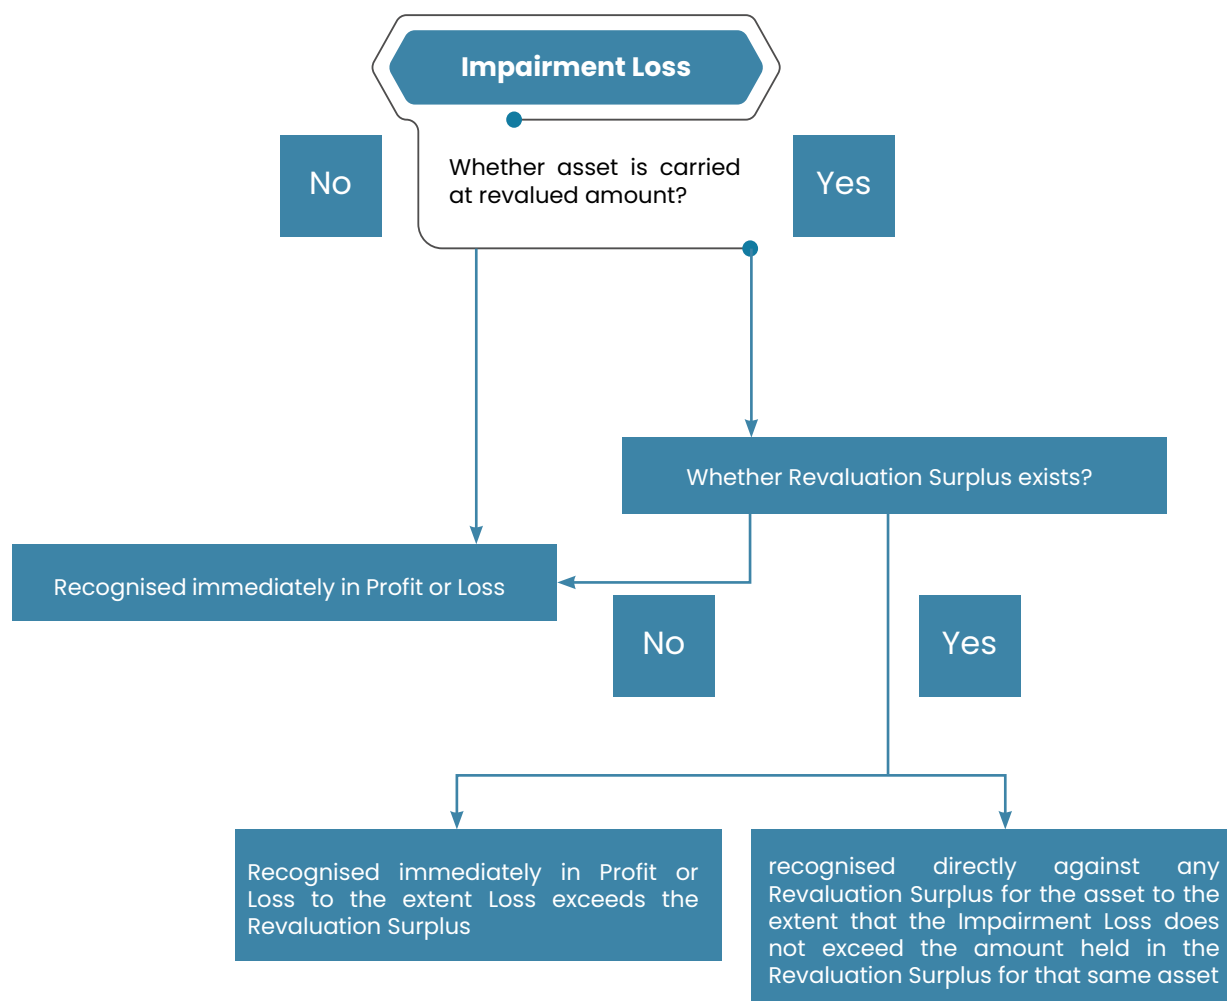 Impairment Loss
No
Whether asset is carried
at revalued amount?
Yes
Whether Revaluation Surplus exists?
Recognised immediately in Profit or Loss
No
Yes
Recognised immediately in Profit or
Loss to the extent Loss exceeds the
Revaluation Surplus
recognised directly against any
Revaluation Surplus for the asset to the
extent that the Impairment Loss does
not exceed the amount held in the
Revaluation Surplus for that same asset